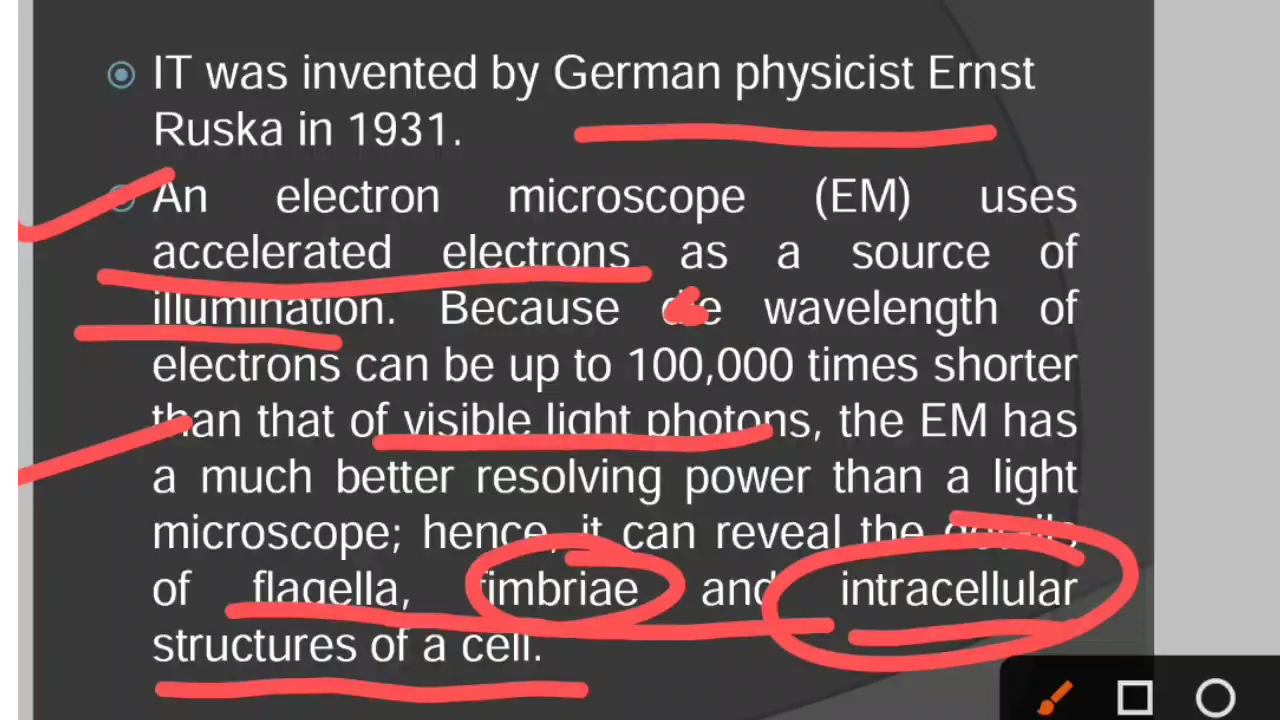 IT was invented by German physicist Ernst
Ruska in 1931.
An electron microscope (EM) uses
accelerated electrons as a source of
illumination. Because wavelength of
electrons can be up to 100,000 times shorter
than that of visible light photons, the EM has
a much better resolving power than a light
microscope; hence, it can reveal the details
of flagella, fimbriae and intracellular
structures of a cell.